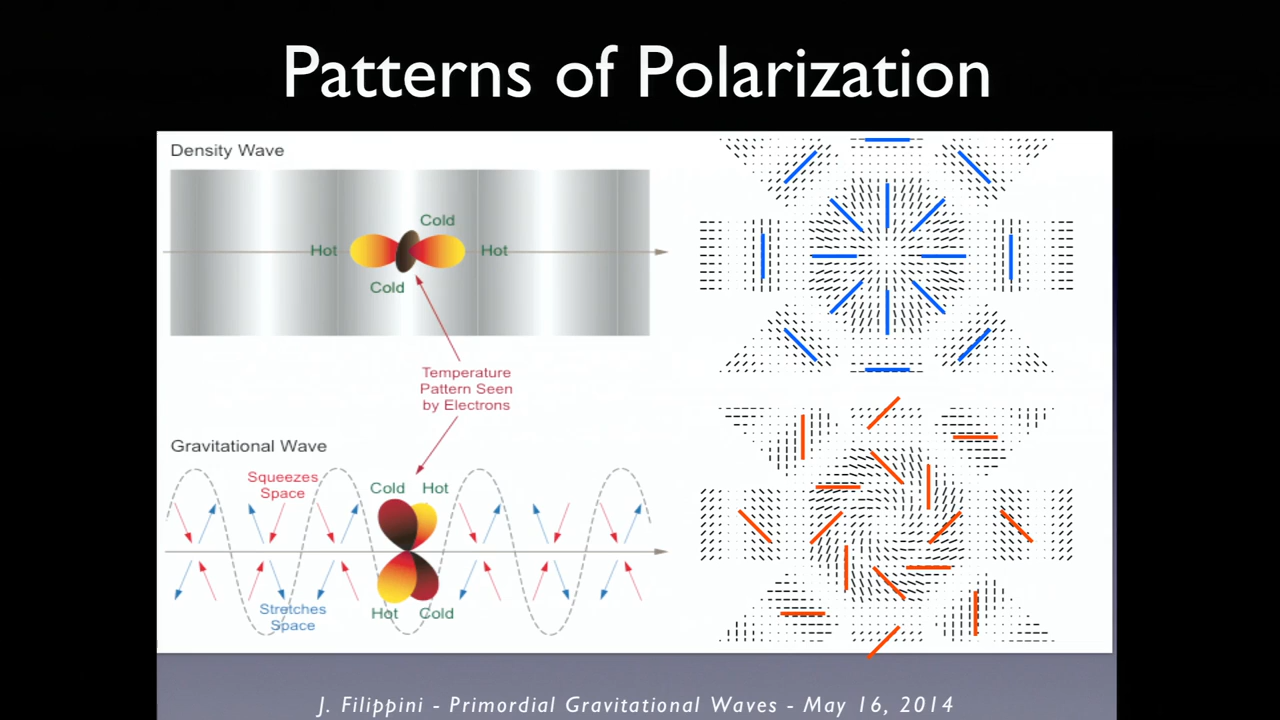 Patterns of Polarization
Density Wave
Cold
Hot
Hot
Cold
Temperature
Pattern Seen
by Electrons
Gravitational Wave
Squeezes
Space
Cold
Hot
Hot
Cold
Stretches
Space
J. Filippini - Primordial Gravitational Waves - May 16, 2014